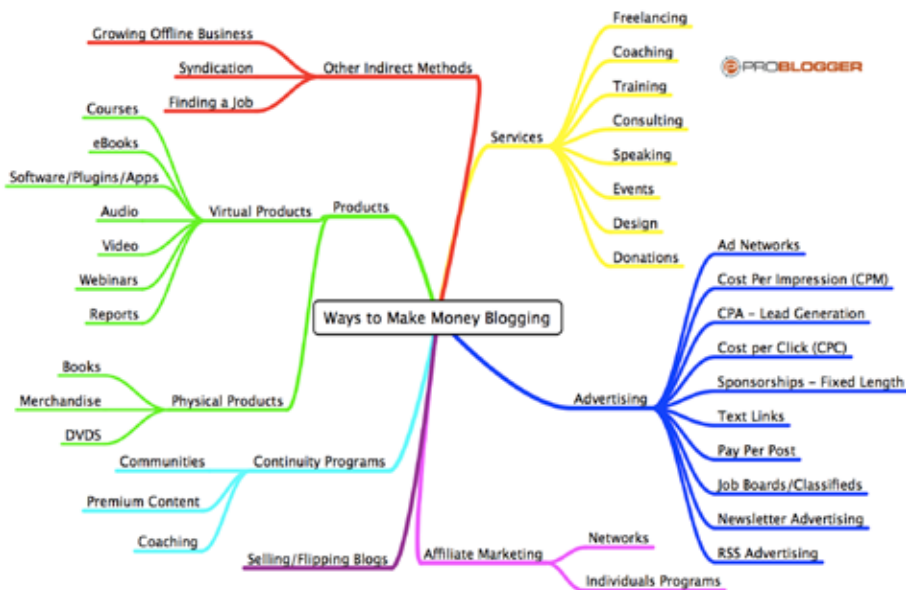 Growing Offline Business
Syndication
Finding a Job
Other Indirect Methods
Courses
eBooks
Software/Plugins/Apps
Audio
Video
Webinars
Reports
Virtual Products
Products
Books
Merchandise
DVDS
Physical Products
Communities
Premium Content
Coaching
Continuity Programs
Selling/Flipping Blogs
Ways to Make Money Blogging
Services
Freelancing
Coaching
Training
Consulting
Speaking
Events
Design
Donations
PROBLOGGER
Advertising
Ad Networks
Cost Per Impression (CPM)
CPA - Lead Generation
Cost per Click (CPC)
Sponsorships - Fixed Length
Text Links
Pay Per Post
Job Boards/Classifieds
Newsletter Advertising
RSS Advertising
Affiliate Marketing
Networks
Individuals Programs